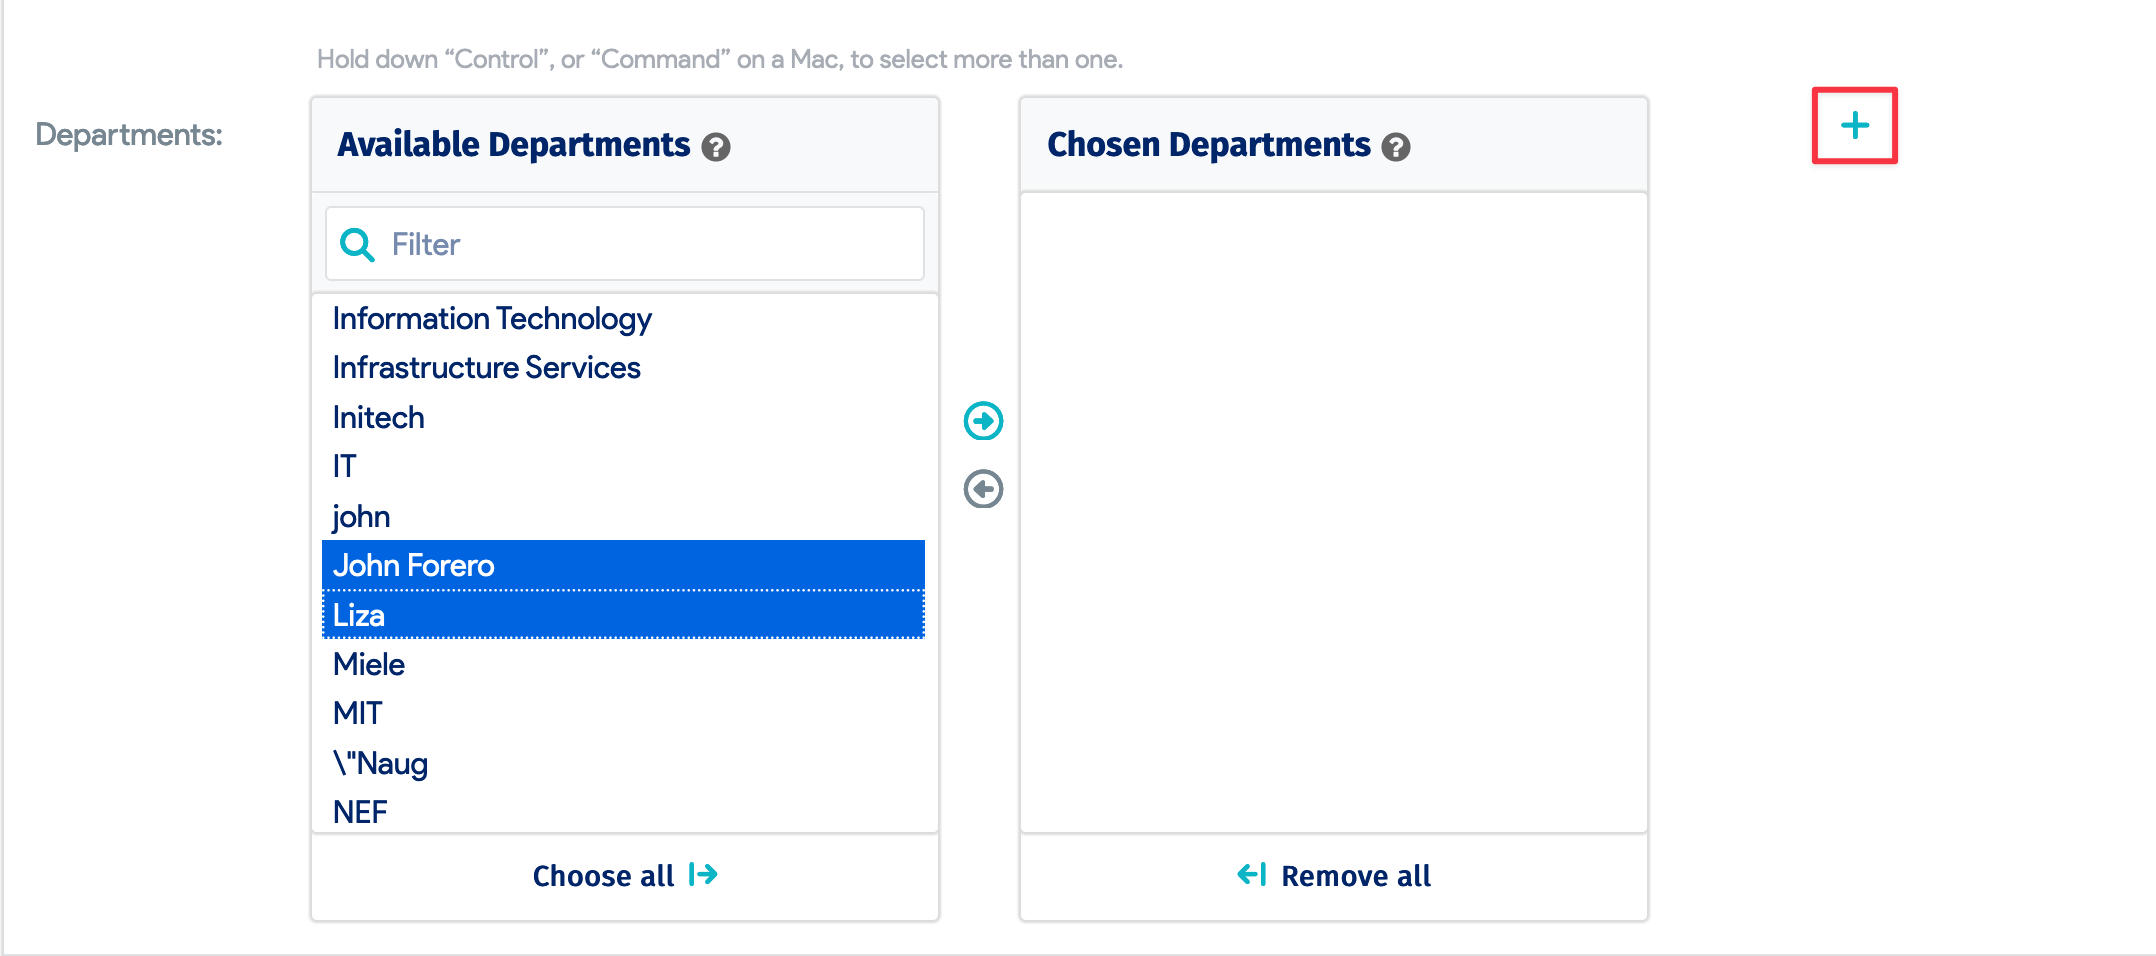 Hold down “Control”, or “Command” on a Mac, to select more than one.
Departments:
Available Departments ?
Filter
Information Technology
Infrastructure Services
Initech
IT
john
John Forero
Liza
Miele
MIT
\"Naug
NEF
Choose all
Chosen Departments ?
Remove all